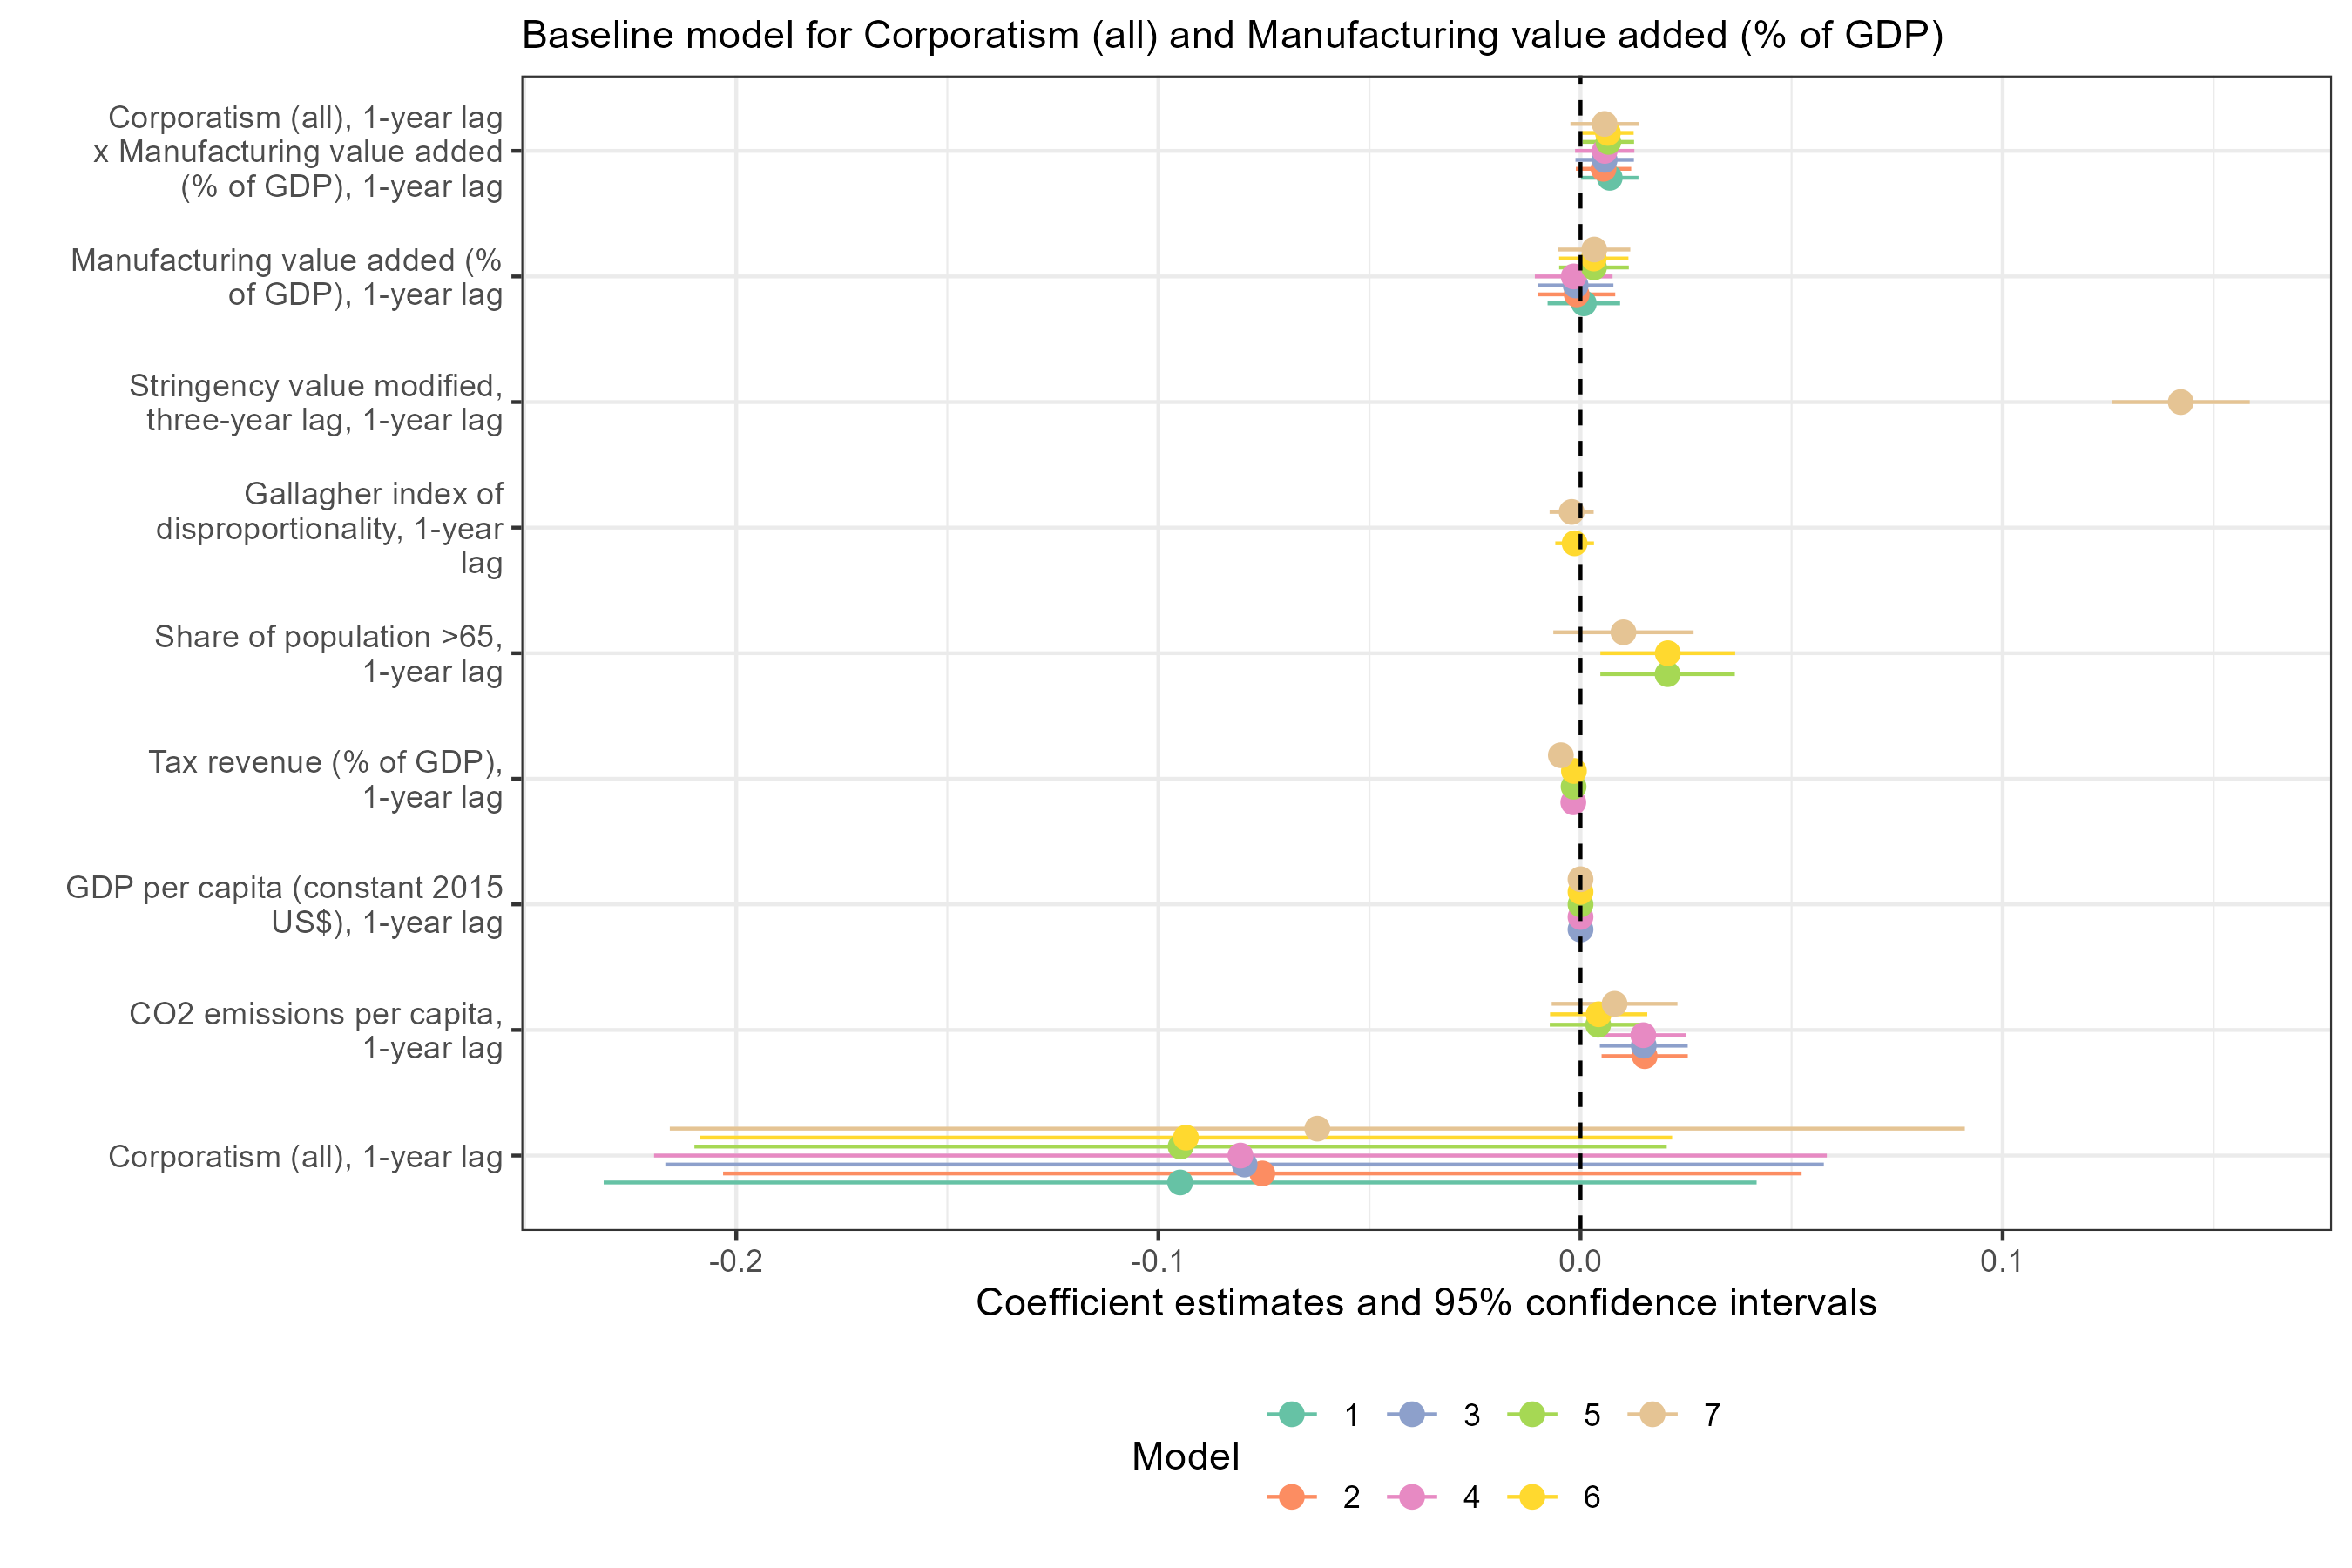 Baseline model for Corporatism (all) and Manufacturing value added (% of GDP)
Corporatism (all), 1-year lag
x Manufacturing value added
(% of GDP), 1-year lag
Manufacturing value added (%
of GDP), 1-year lag
Stringency value modified,
three-year lag, 1-year lag
Gallagher index of
disproportionality, 1-year
lag
Share of population >65,
1-year lag
Tax revenue (% of GDP),
1-year lag
GDP per capita (constant 2015
US$), 1-year lag
CO2 emissions per capita,
1-year lag
Corporatism (all), 1-year lag
-0.2 -0.1 0.0 0.1
Coefficient estimates and 95% confidence intervals
Model
1 3 5 7
2 4 6